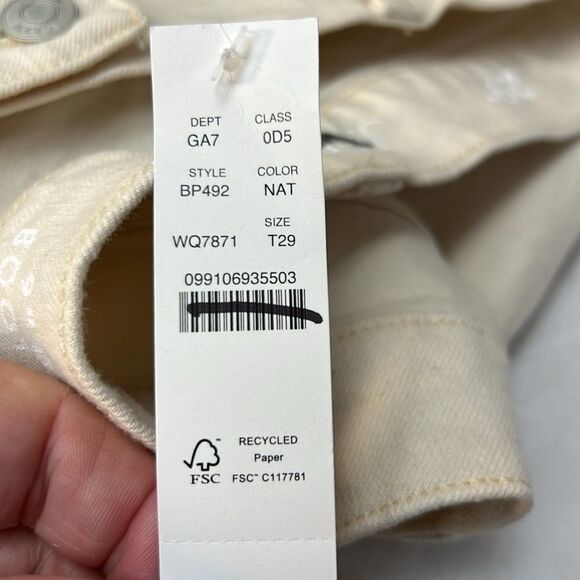 DEPT CLASS
GA7 0D5
STYLE COLOR
BP492 NAT
SIZE
WQ7871 T29
099106935503
RECYCLED
Paper
FSC™ C117781
FSC